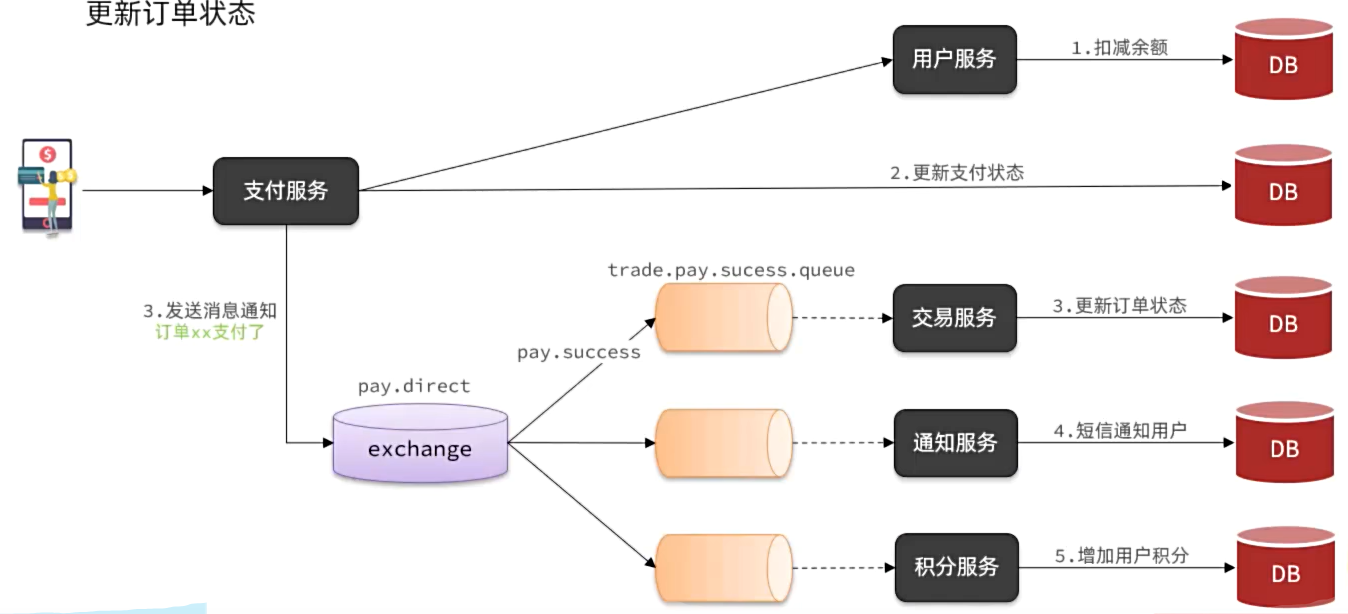 更新订单状态
用户服务
1.扣减余额
DB
支付服务
2.更新支付状态
DB
3.发送消息通知
订单xx支付了
trade.pay.sucess.queue
交易服务
3.更新订单状态
DB
pay.success
pay.direct
exchange
通知服务
4.短信通知用户
DB
积分服务
5.增加用户积分
DB